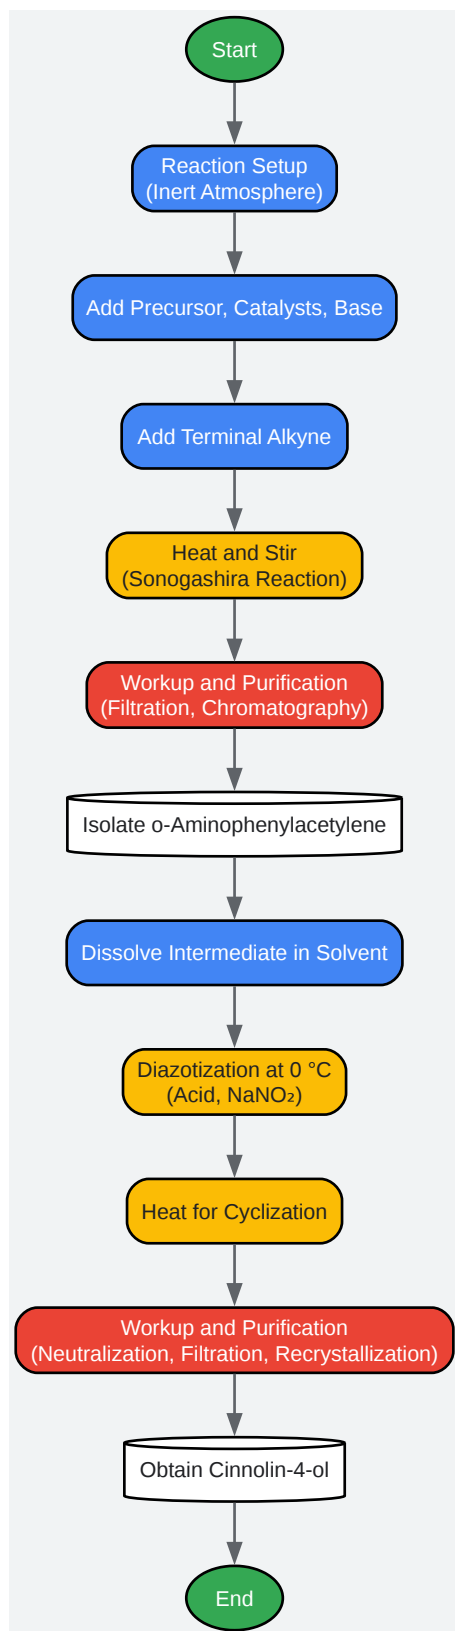 Start
Reaction Setup
(Inert Atmosphere)
Add Precursor, Catalysts, Base
Add Terminal Alkyne
Heat and Stir
(Sonogashira Reaction)
Workup and Purification
(Filtration, Chromatography)
Isolate o-Aminophenylacetylene
Dissolve Intermediate in Solvent
Diazotization at 0 °C
(Acid, NaNO₂)
Heat for Cyclization
Workup and Purification
(Neutralization, Filtration, Recrystallization)
Obtain Cinnolin-4-ol
End